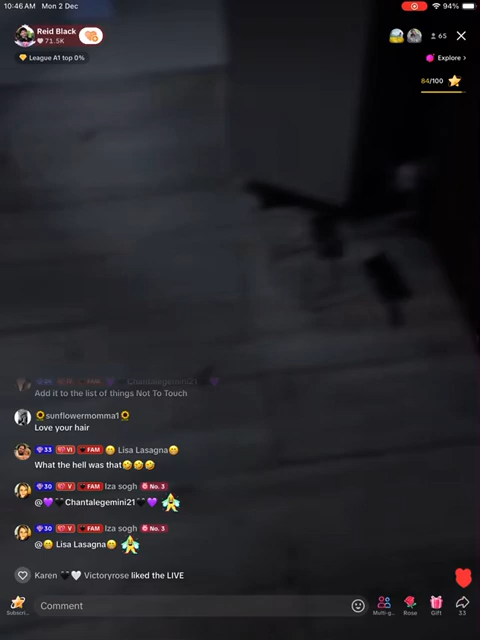 10:46 AM Mon 2 Dec
94%
Reid Black
71.5K
65
League A1 top 0%
Explore >
84/100
Chantalegemini21
Add it to the list of things Not To Touch
🌻sunflowermomma1🌻
Love your hair
33 VI FAM 😁 Lisa Lasagna😁
What the hell was that🤣🤣🤣
30 V FAM Iza sogh No. 3
@💜🖤Chantalegemini21🖤💜
30 V FAM Iza sogh No. 3
@😁 Lisa Lasagna😁
Karen 🖤🤍 Victoryrose liked the LIVE
Subscri...
Comment
Multi-g...
Rose
Gift
33